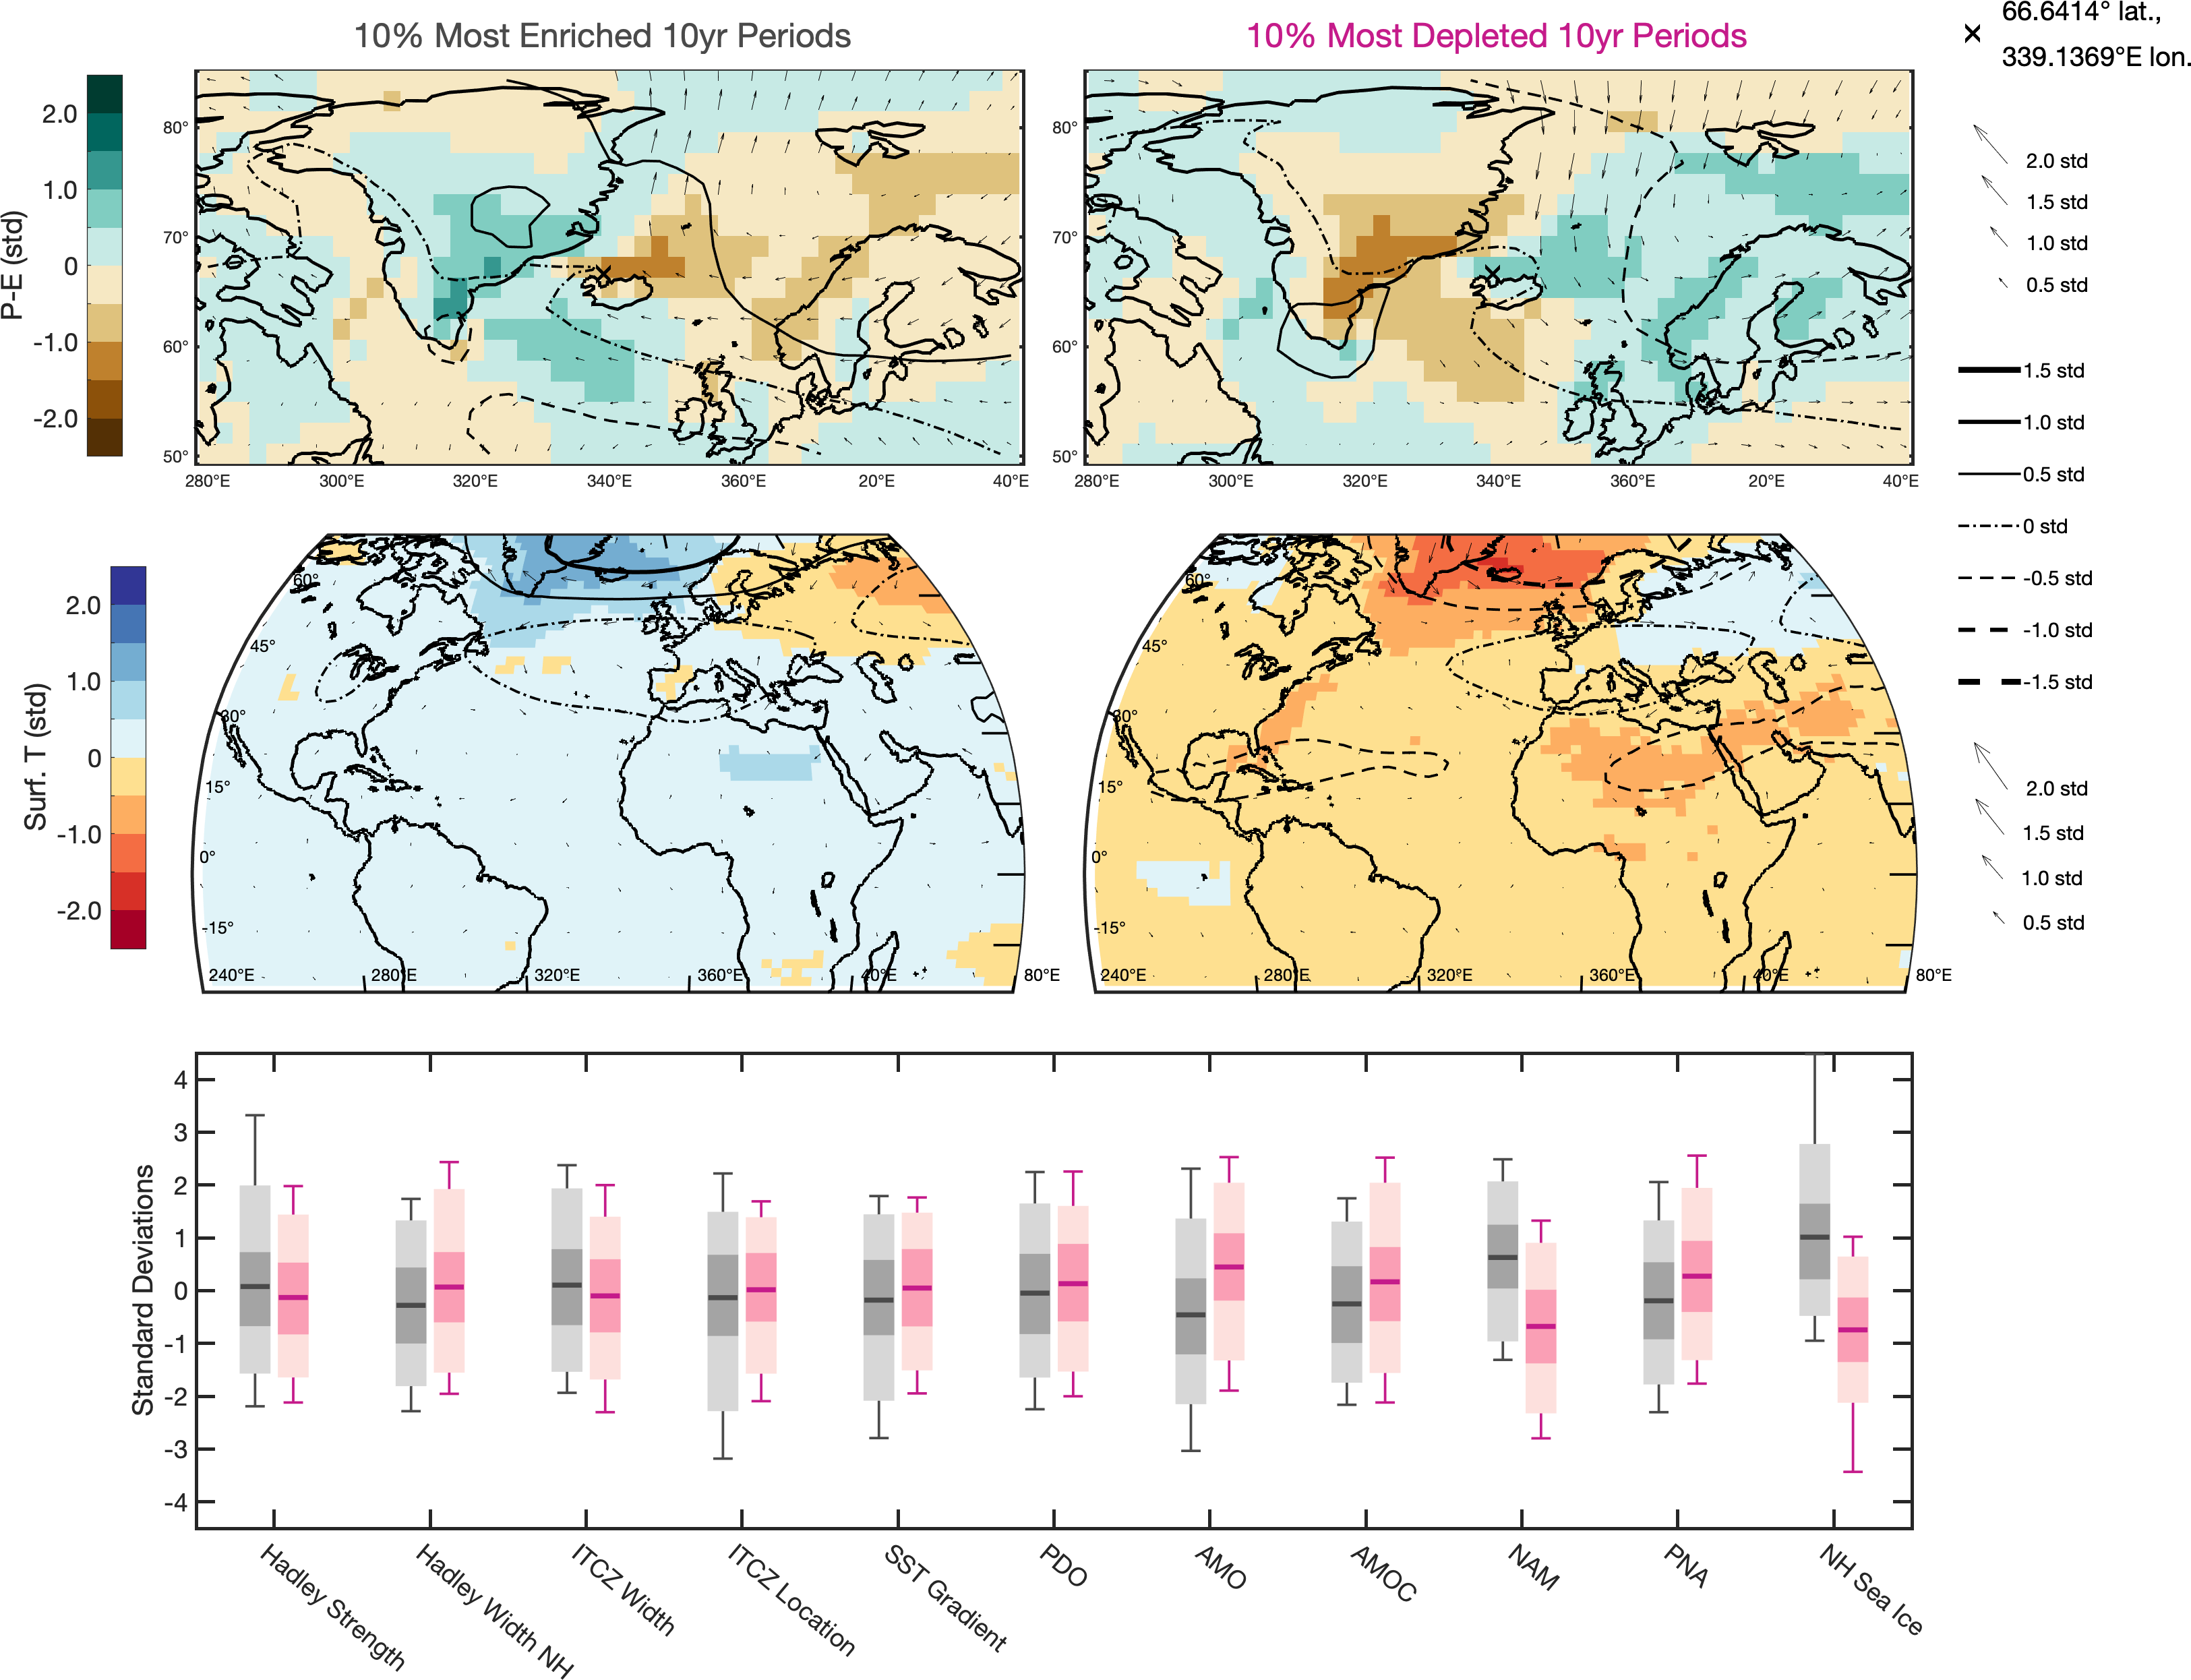 10% Most Enriched 10yr Periods
10% Most Depleted 10yr Periods
66.6414° lat.,
339.1369°E lon.
P-E (std)
2.0
1.0
0
-1.0
-2.0
80°
70°
60°
50°
280°E 300°E 320°E 340°E 360°E 20°E 40°E
80°
70°
60°
50°
280°E 300°E 320°E 340°E 360°E 20°E 40°E
2.0 std
1.5 std
1.0 std
0.5 std
1.5 std
1.0 std
0.5 std
0 std
-0.5 std
-1.0 std
-1.5 std
Surf. T (std)
2.0
1.0
0
-1.0
-2.0
60°
45°
30°
15°
0°
-15°
240°E 280°E 320°E 360°E 40°E 80°E
60°
45°
30°
15°
0°
-15°
240°E 280°E 320°E 360°E 40°E 80°E
2.0 std
1.5 std
1.0 std
0.5 std
Standard Deviations
4
3
2
1
0
-1
-2
-3
-4
Hadley Strength
Hadley Width NH
ITCZ Width
ITCZ Location
SST Gradient
PDO
AMO
AMOC
NAM
PNA
NH Sea Ice